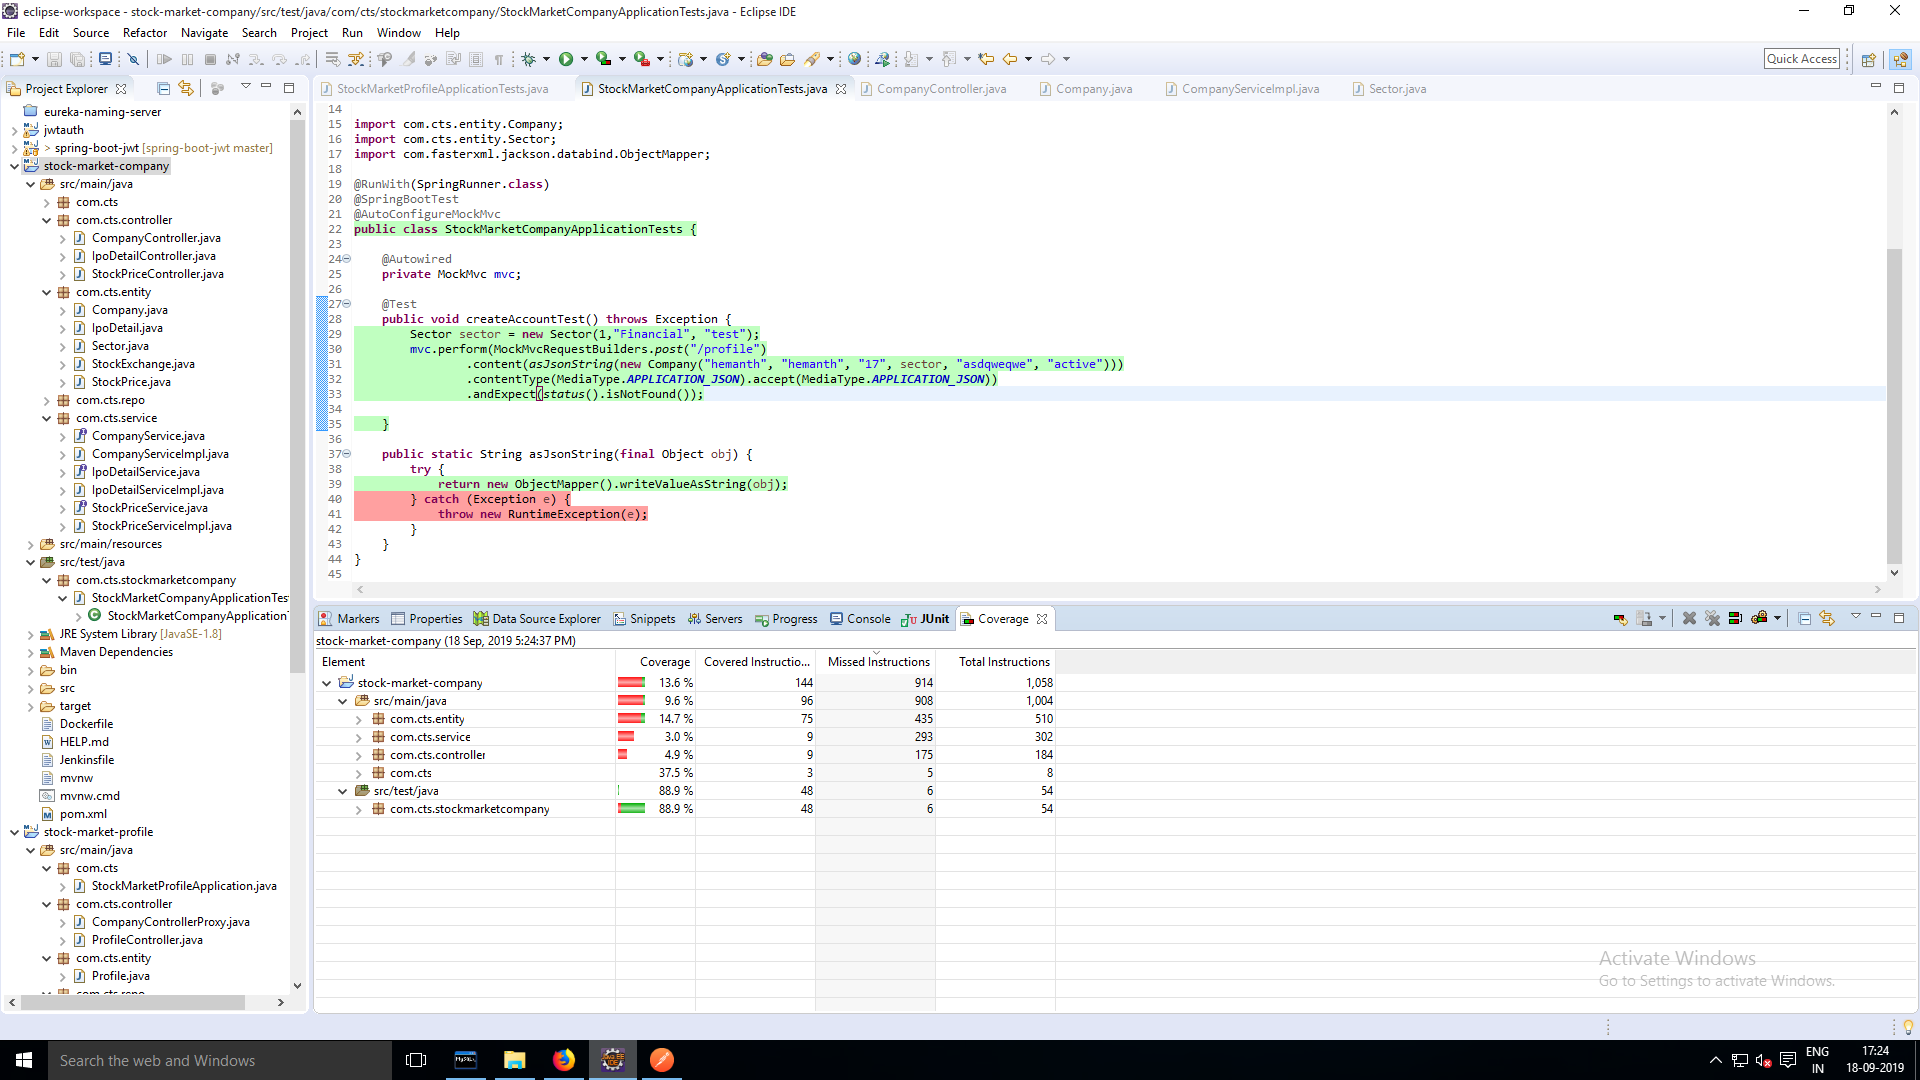 eclipse-workspace - stock-market-company/src/test/java/com/cts/stockmarketcompany/StockMarketCompanyApplicationTests.java - Eclipse IDE
File Edit Source Refactor Navigate Search Project Run Window Help
Quick Access
Project Explorer
eureka-naming-server
jwtauth
> spring-boot-jwt [spring-boot-jwt master]
stock-market-company
src/main/java
com.cts
com.cts.controller
CompanyController.java
IpoDetailController.java
StockPriceController.java
com.cts.entity
Company.java
IpoDetail.java
Sector.java
StockExchange.java
StockPrice.java
com.cts.repo
com.cts.service
CompanyService.java
CompanyServiceImpl.java
IpoDetailService.java
IpoDetailServiceImpl.java
StockPriceService.java
StockPriceServiceImpl.java
src/main/resources
src/test/java
com.cts.stockmarketcompany
StockMarketCompanyApplicationTes
StockMarketCompanyApplication
JRE System Library [JavaSE-1.8]
Maven Dependencies
bin
src
target
Dockerfile
HELP.md
Jenkinsfile
mvnw
mvnw.cmd
pom.xml
stock-market-profile
src/main/java
com.cts
StockMarketProfileApplication.java
com.cts.controller
CompanyControllerProxy.java
ProfileController.java
com.cts.entity
Profile.java
com.cts.repo
StockMarketProfileApplicationTests.java StockMarketCompanyApplicationTests.java CompanyController.java Company.java CompanyServiceImpl.java Sector.java
14
15 import com.cts.entity.Company;
16 import com.cts.entity.Sector;
17 import com.fasterxml.jackson.databind.ObjectMapper;
18
19 @RunWith(SpringRunner.class)
20 @SpringBootTest
21 @AutoConfigureMockMvc
22 public class StockMarketCompanyApplicationTests {
23
24 @Autowired
25 private MockMvc mvc;
26
27 @Test
28 public void createAccountTest() throws Exception {
29 Sector sector = new Sector(1,"Financial", "test");
30 mvc.perform(MockMvcRequestBuilders.post("/profile")
31 .content(asJsonString(new Company("hemanth", "hemanth", "17", sector, "asdqweqwe", "active")))
32 .contentType(MediaType.APPLICATION_JSON).accept(MediaType.APPLICATION_JSON))
33 .andExpect(status().isNotFound());
34
35 }
36
37 public static String asJsonString(final Object obj) {
38 try {
39 return new ObjectMapper().writeValueAsString(obj);
40 } catch (Exception e) {
41 throw new RuntimeException(e);
42 }
43 }
44 }
45
Markers Properties Data Source Explorer Snippets Servers Progress Console JUnit Coverage
stock-market-company (18 Sep, 2019 5:24:37 PM)
Element Coverage Covered Instructio... Missed Instructions Total Instructions
stock-market-company 13.6 % 144 914 1,058
src/main/java 9.6 % 96 908 1,004
com.cts.entity 14.7 % 75 435 510
com.cts.service 3.0 % 9 293 302
com.cts.controller 4.9 % 9 175 184
com.cts 37.5 % 3 5 8
src/test/java 88.9 % 48 6 54
com.cts.stockmarketcompany 88.9 % 48 6 54
Activate Windows
Go to Settings to activate Windows.
Search the web and Windows
ENG
IN
17:24
18-09-2019